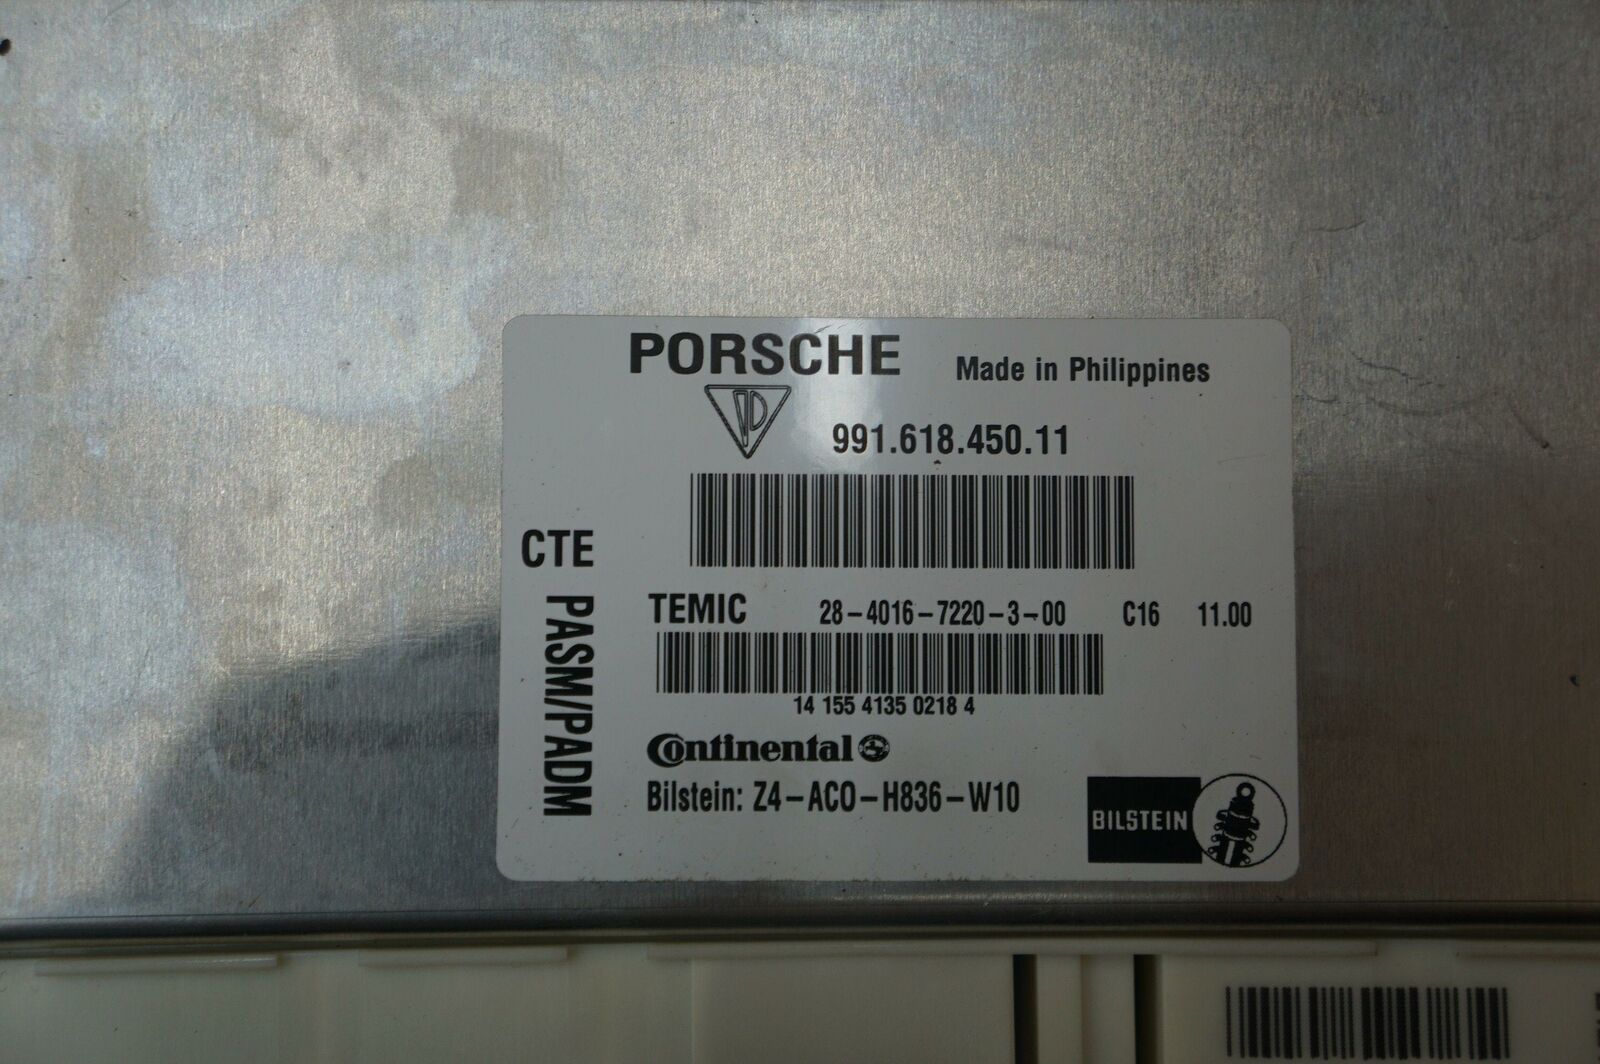 PORSCHE Made in Philippines
991.618.450.11
CTE PASM/PADM
TEMIC 28-4016-7220-3-00 C16 11.00
14 155 4135 0218 4
Continental
Bilstein: Z4-ACO-H836-W10
BILSTEIN